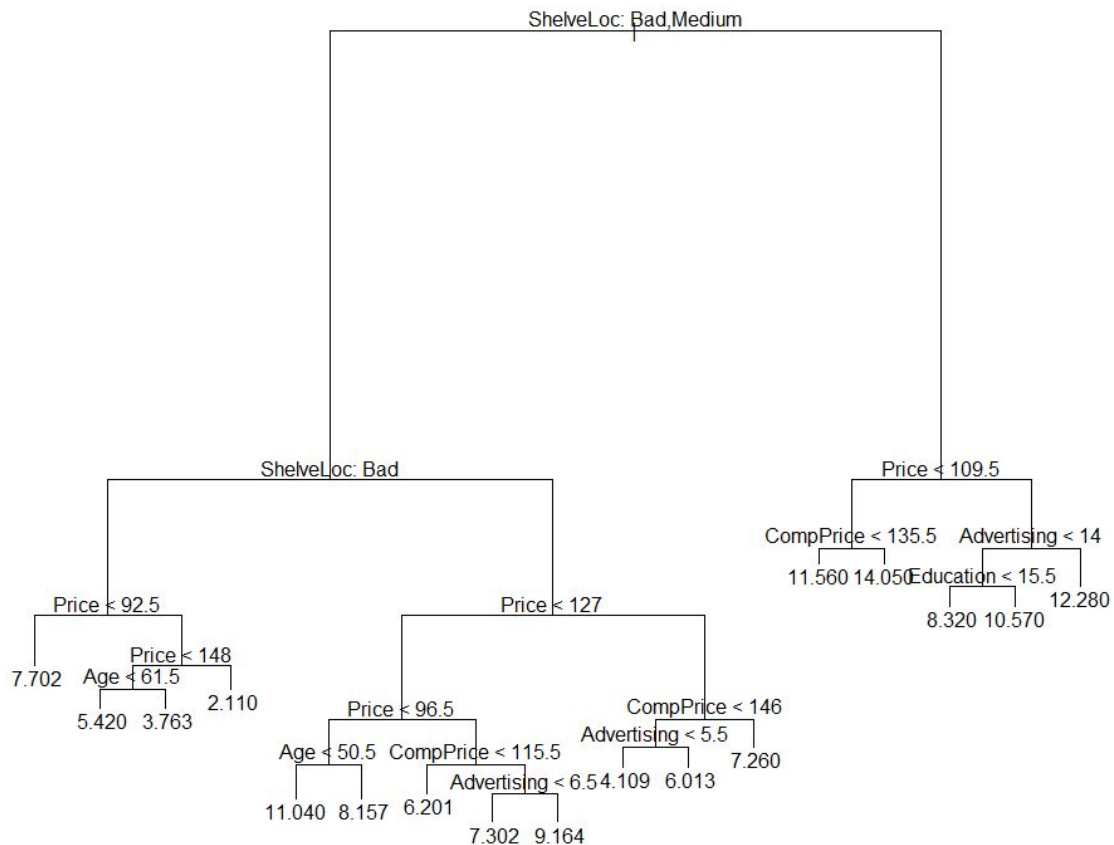 ShelveLoc: Bad,Medium
ShelveLoc: Bad
Price < 109.5
CompPrice < 135.5
Advertising < 14
11.560
14.050
Education < 15.5
12.280
8.320
10.570
Price < 92.5
Price < 127
7.702
Price < 148
Age < 61.5
2.110
5.420
3.763
Price < 96.5
CompPrice < 146
Age < 50.5
CompPrice < 115.5
Advertising < 5.5
7.260
11.040
8.157
6.201
Advertising < 6.5
4.109
6.013
7.302
9.164